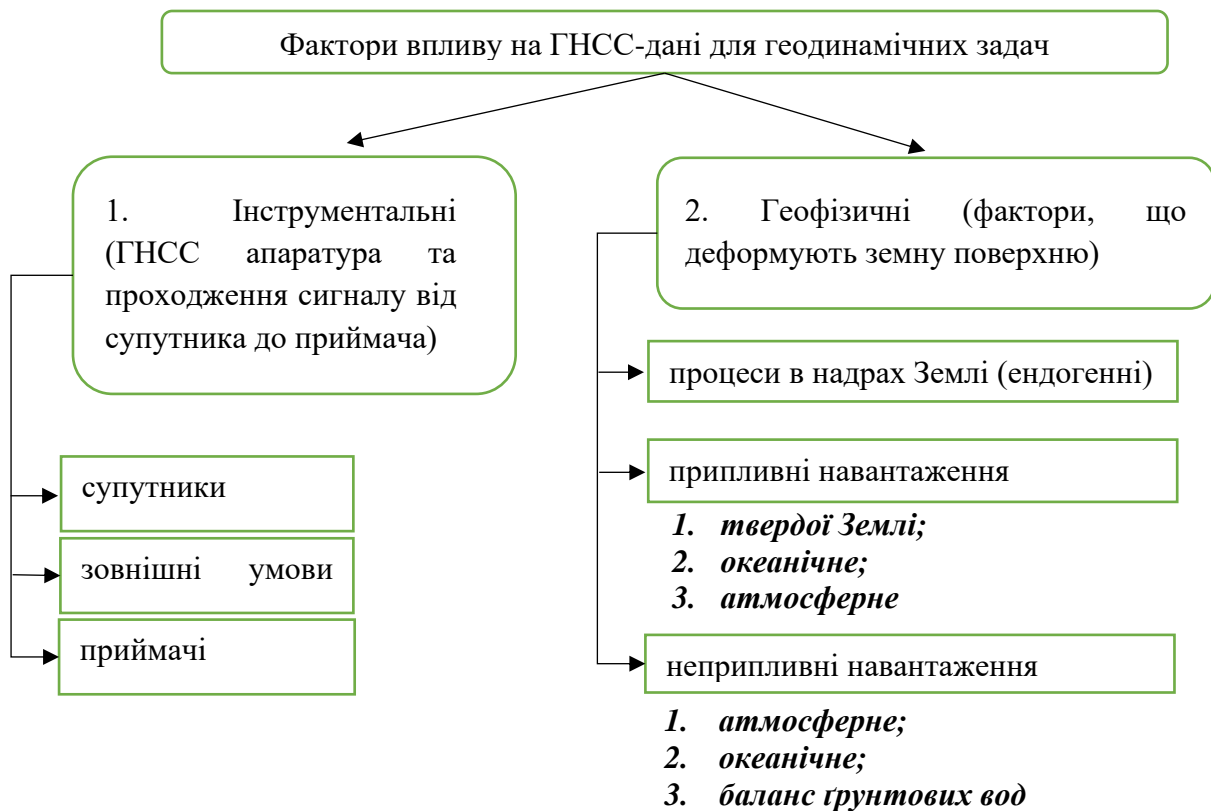 Фактори впливу на ГНСС-дані для геодинамічних задач
1. Інструментальні
(ГНСС апаратура та
проходження сигналу від
супутника до приймача)
супутники
зовнішні умови
приймачі
2. Геофізичні (фактори, що
деформують земну поверхню)
процеси в надрах Землі (ендогенні)
припливні навантаження
1. твердої Землі;
2. океанічне;
3. атмосферне
неприпливні навантаження
1. атмосферне;
2. океанічне;
3. баланс ґрунтових вод